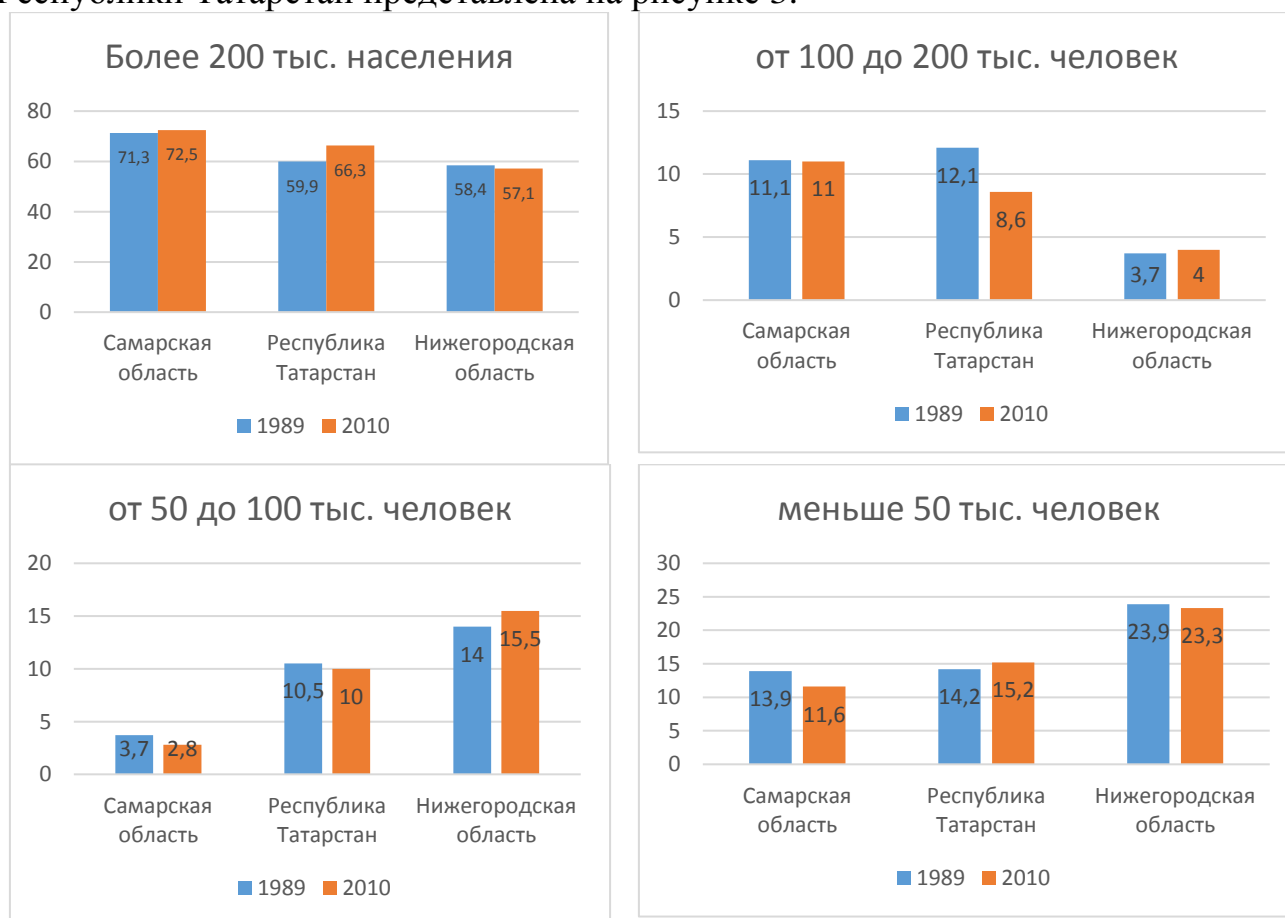 Республики Татарстан представлена на рисунке 3.
Более 200 тыс. населения
80
60
40
20
0
71,3 72,5
59,9 66,3
58,4 57,1
Самарская область
Республика Татарстан
Нижегородская область
1989 2010
от 100 до 200 тыс. человек
15
10
5
0
11,1 11
12,1 8,6
3,7 4
Самарская область
Республика Татарстан
Нижегородская область
1989 2010
от 50 до 100 тыс. человек
20
15
10
5
0
3,7 2,8
10,5 10
14 15,5
Самарская область
Республика Татарстан
Нижегородская область
1989 2010
меньше 50 тыс. человек
30
25
20
15
10
5
0
13,9 11,6
14,2 15,2
23,9 23,3
Самарская область
Республика Татарстан
Нижегородская область
1989 2010